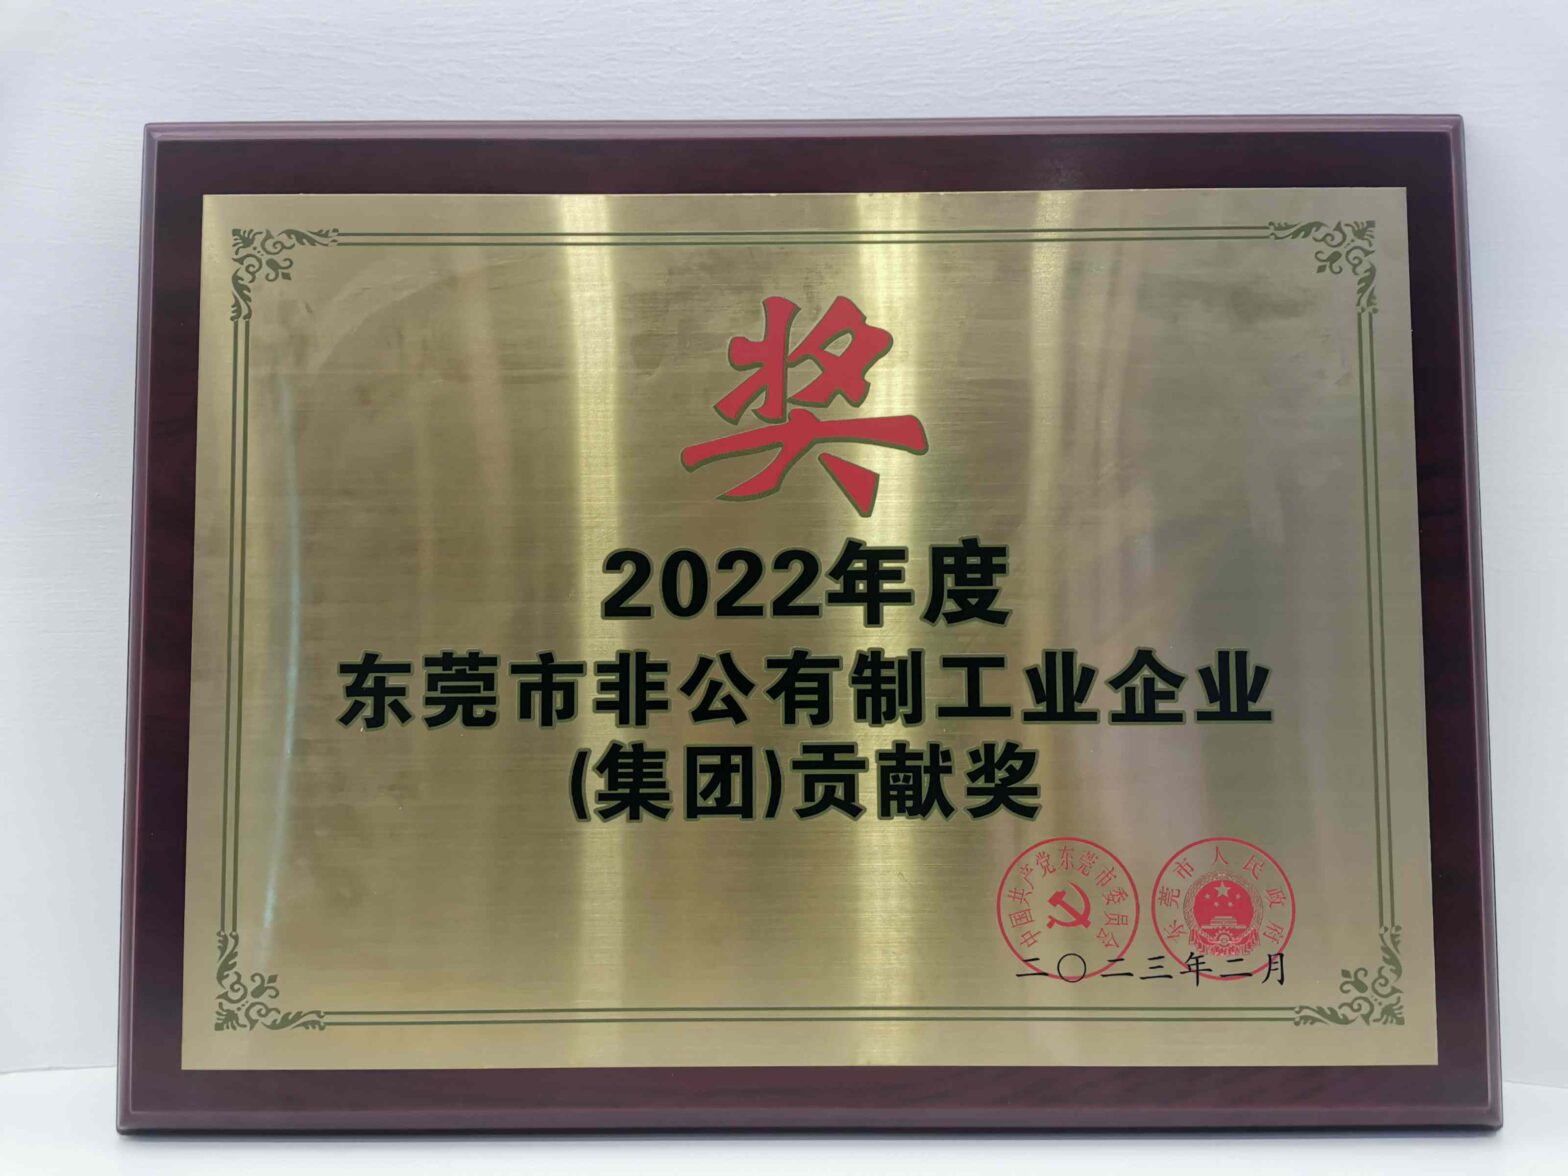 奖
2022年度
东莞市非公有制工业企业
(集团)贡献奖
中国共产党东莞市委员会
东莞市人民政府
二〇二三年二月